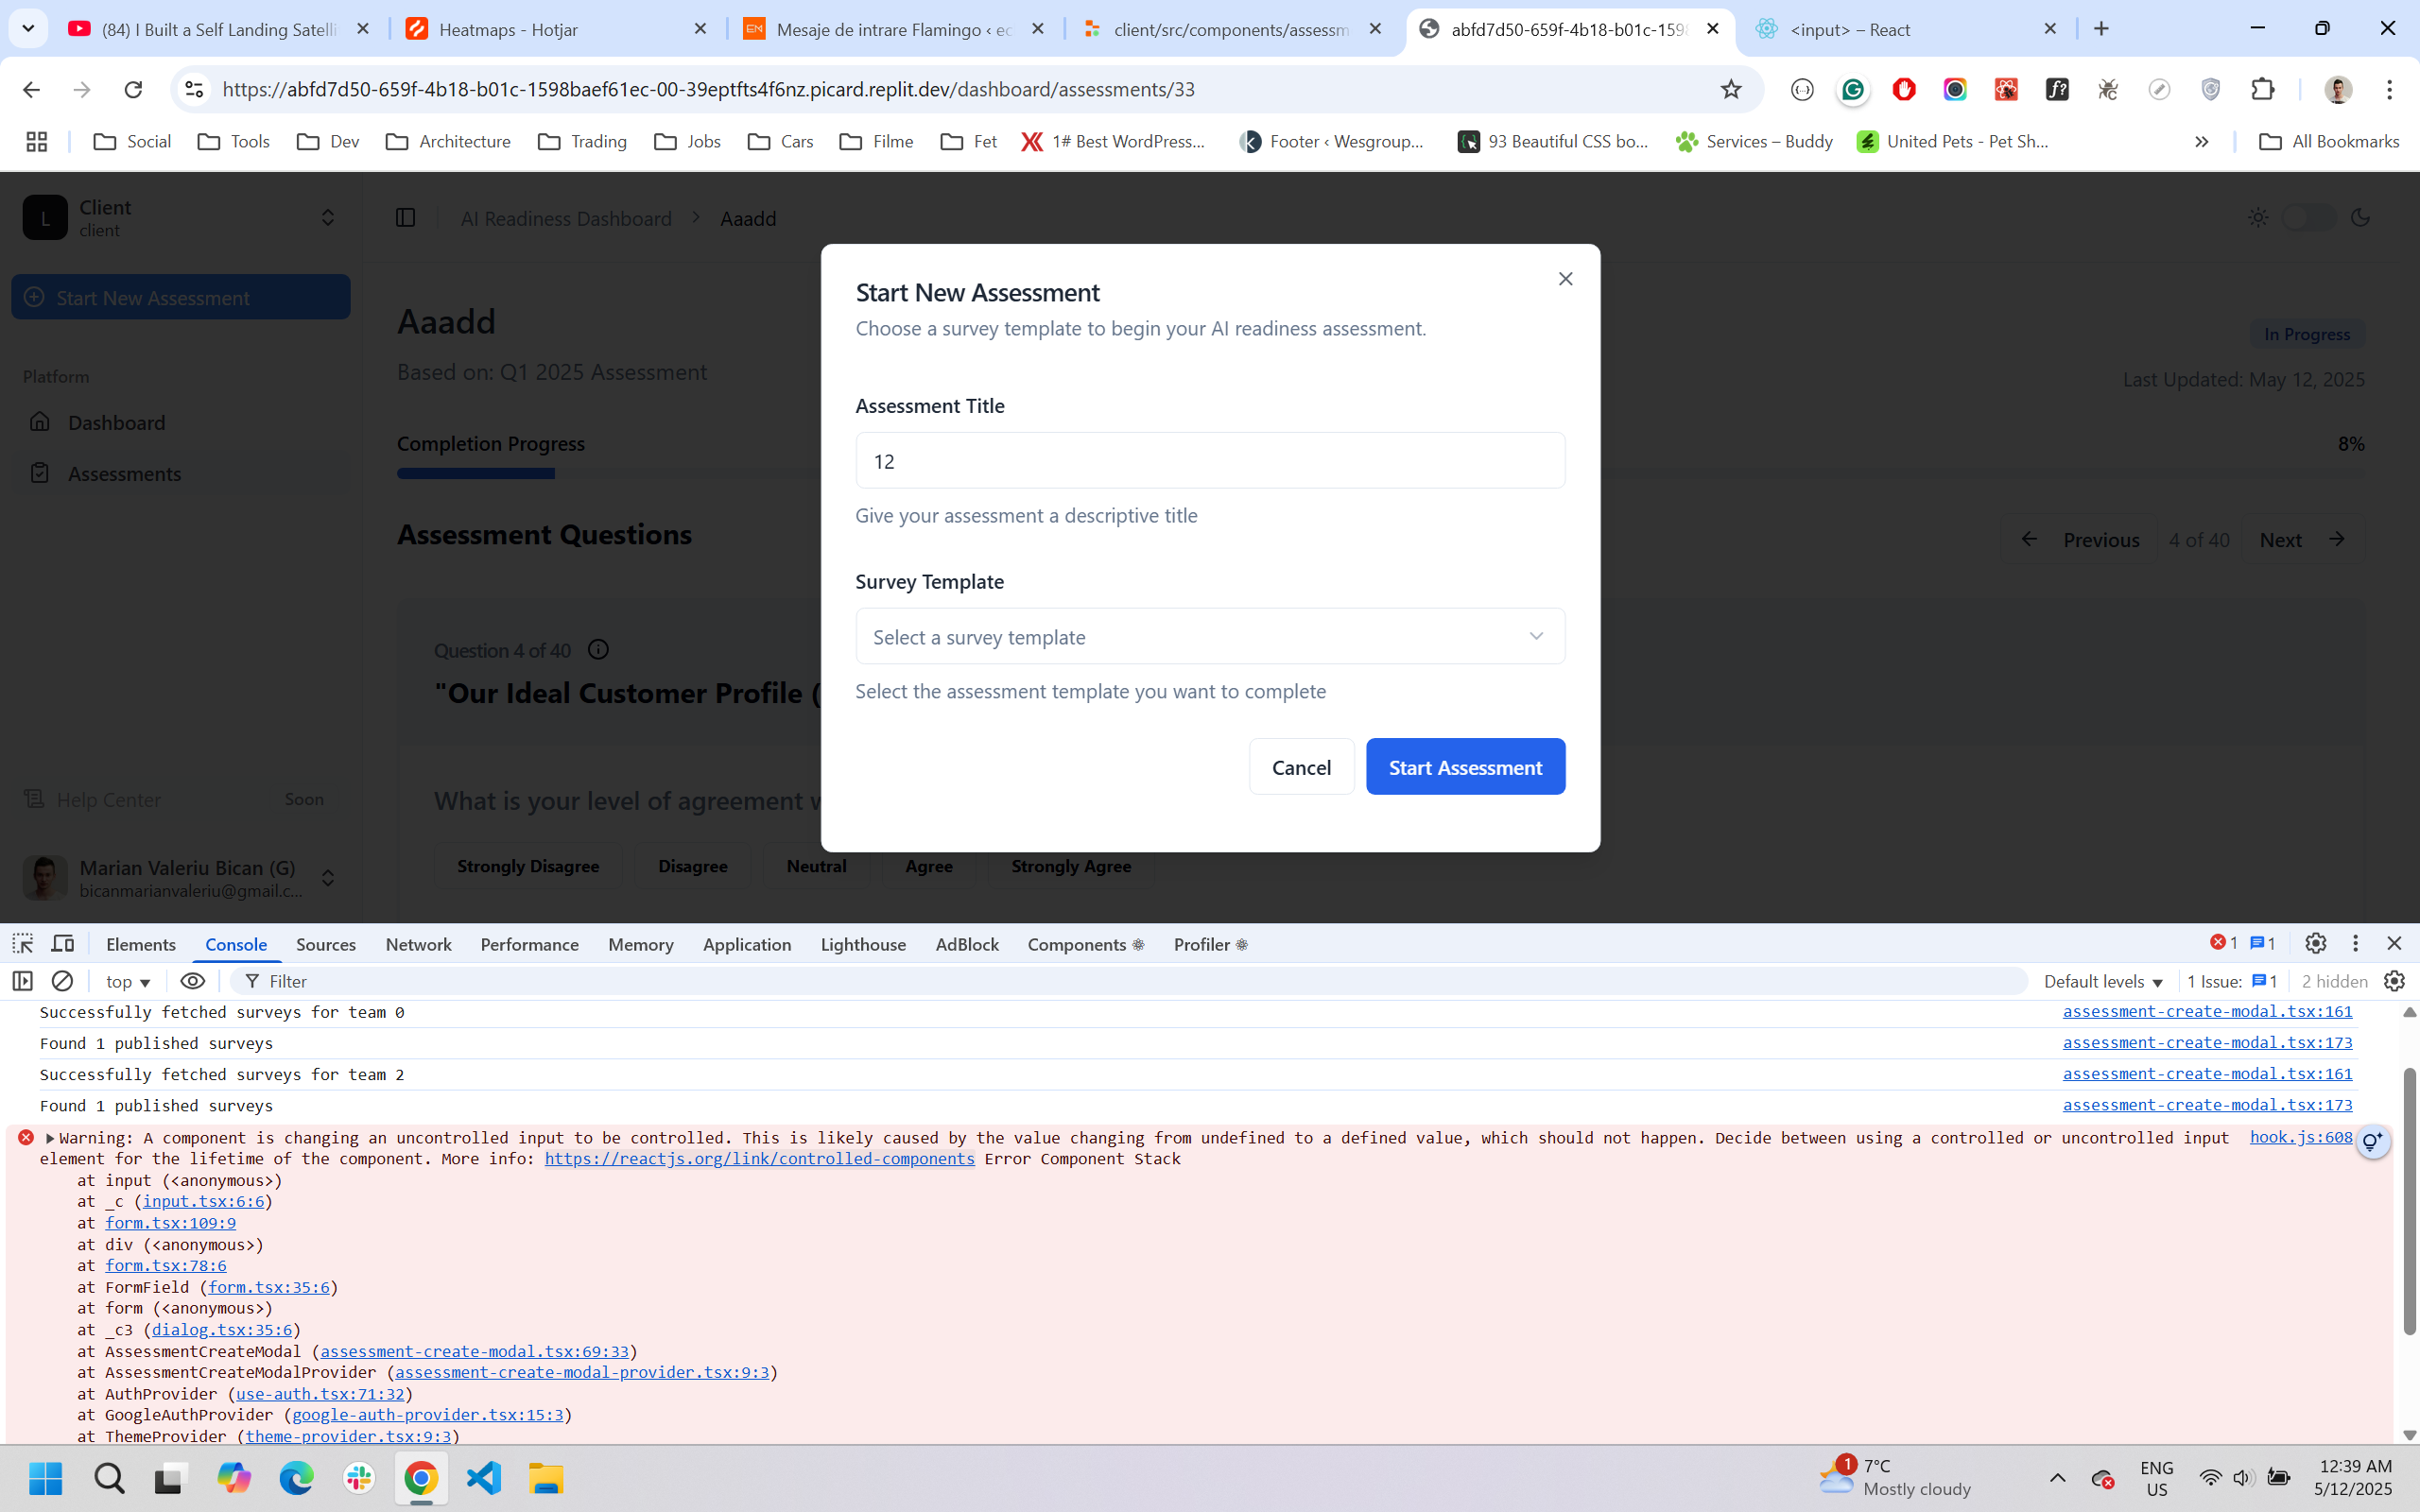 (84) I Built a Self Landing Satelli
Heatmaps - Hotjar
EM
Mesaje de intrare Flamingo ‹ ec
client/src/components/assessm
abfd7d50-659f-4b18-b01c-1598
<input> – React
https://abfd7d50-659f-4b18-b01c-1598baef61ec-00-39eptfts4f6nz.picard.replit.dev/dashboard/assessments/33
f?
Social
Tools
Dev
Architecture
Trading
Jobs
Cars
Filme
Fet
1# Best WordPress...
Footer ‹ Wesgroup...
93 Beautiful CSS bo...
Services – Buddy
United Pets - Pet Sh...
»
All Bookmarks
L
Client
client
AI Readiness Dashboard > Aaadd
Start New Assessment
Platform
Dashboard
Assessments
Help Center
Soon
Marian Valeriu Bican (G)
bicanmarianvaleriu@gmail.c...
Aaadd
Based on: Q1 2025 Assessment
In Progress
Last Updated: May 12, 2025
Completion Progress
8%
Assessment Questions
Previous
4 of 40
Next
Question 4 of 40
"Our Ideal Customer Profile (
What is your level of agreement w
Strongly Disagree
Disagree
Neutral
Agree
Strongly Agree
Start New Assessment
Choose a survey template to begin your AI readiness assessment.
Assessment Title
12
Give your assessment a descriptive title
Survey Template
Select a survey template
Select the assessment template you want to complete
Cancel
Start Assessment
Elements
Console
Sources
Network
Performance
Memory
Application
Lighthouse
AdBlock
Components ⚛
Profiler ⚛
1
1
top
Filter
Default levels
1 Issue: 1
2 hidden
Successfully fetched surveys for team 0 assessment-create-modal.tsx:161
Found 1 published surveys assessment-create-modal.tsx:173
Successfully fetched surveys for team 2 assessment-create-modal.tsx:161
Found 1 published surveys assessment-create-modal.tsx:173
Warning: A component is changing an uncontrolled input to be controlled. This is likely caused by the value changing from undefined to a defined value, which should not happen. Decide between using a controlled or uncontrolled input hook.js:608
element for the lifetime of the component. More info: https://reactjs.org/link/controlled-components Error Component Stack
at input (<anonymous>)
at _c (input.tsx:6:6)
at form.tsx:109:9
at div (<anonymous>)
at form.tsx:78:6
at FormField (form.tsx:35:6)
at form (<anonymous>)
at _c3 (dialog.tsx:35:6)
at AssessmentCreateModal (assessment-create-modal.tsx:69:33)
at AssessmentCreateModalProvider (assessment-create-modal-provider.tsx:9:3)
at AuthProvider (use-auth.tsx:71:32)
at GoogleAuthProvider (google-auth-provider.tsx:15:3)
at ThemeProvider (theme-provider.tsx:9:3)
1
7°C
Mostly cloudy
ENG
US
12:39 AM
5/12/2025